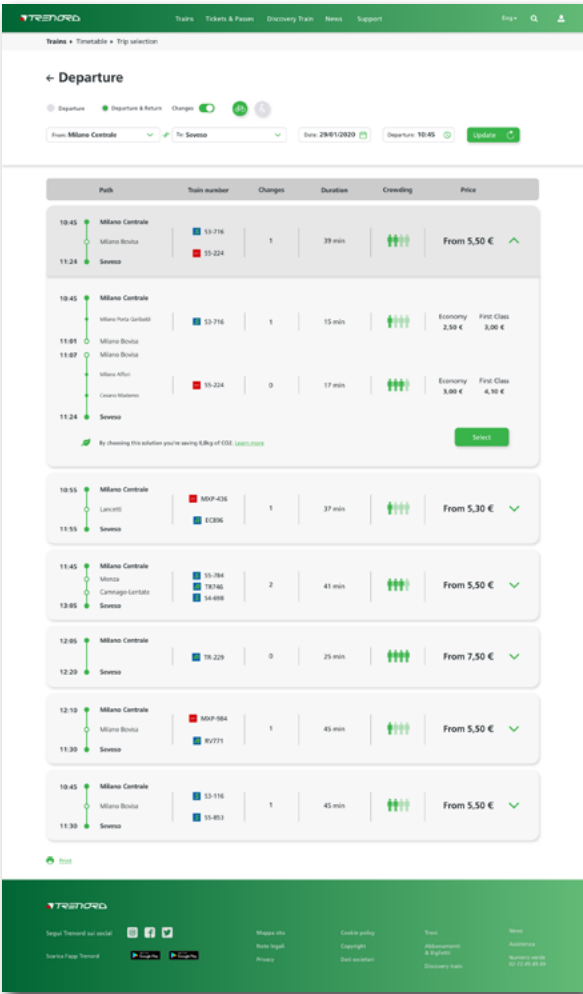 TRENORD Trains Tickets & Passes Discovery Train News Support Eng
Trains • Timetable • Trip selection
← Departure
Departure Departure & Return Changes
From: Milano Centrale To: Seveso Date: 29/01/2020 Departure: 10:45 Update
Path Train number Changes Duration Crowding Price
10:45 Milano Centrale
S3-716
Milano Bovisa 1 39 min From 5,50 €
S5-224
11:24 Seveso
10:45 Milano Centrale
Milano Porta Garibaldi S3-716 1 15 min Economy First Class
2,50 € 3,00 €
11:01 Milano Bovisa
11:07 Milano Bovisa
Milano Affori
S5-224 0 17 min Economy First Class
3,00 € 4,10 €
Cesano Maderno
11:24 Seveso
Select
By choosing this solution you're saving 0,8kg of CO2. Learn more
10:55 Milano Centrale
MXP-436
Lancetti 1 37 min From 5,30 €
EC896
11:55 Seveso
11:45 Milano Centrale
S5-784
Monza
TR746 2 41 min From 5,50 €
Camnago-Lentate
S4-698
13:05 Seveso
12:05 Milano Centrale
TR-229 0 25 min From 7,50 €
12:20 Seveso
12:10 Milano Centrale
MXP-984
Milano Bovisa 1 45 min From 5,50 €
RV771
11:30 Seveso
10:45 Milano Centrale
S3-116
Milano Bovisa 1 45 min From 5,50 €
S5-853
11:30 Seveso
Print
TRENORD
Segui Trenord sui social Mappa sito Cookie policy Treni News
Note legali Copyright Abbonamenti Assistenza
& Biglietti
Scarica l'app Trenord Google Play Google Play Privacy Dati societari Numero verde
Discovery train 02 72.49.49.49